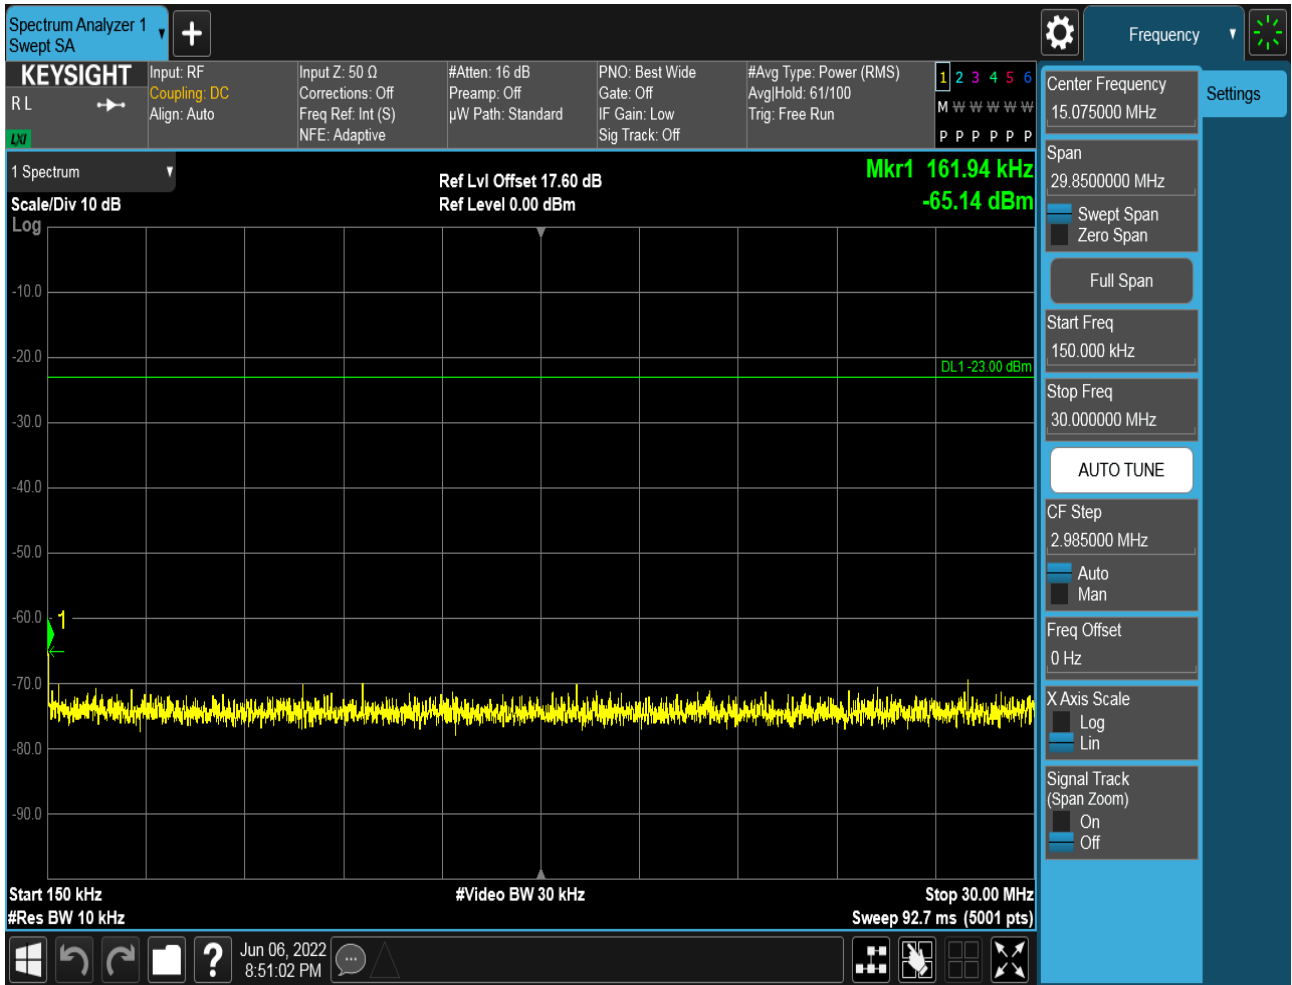 Spectrum Analyzer 1
Swept SA
+
Frequency
KEYSIGHT
R L
LXI
Input: RF
Coupling: DC
Align: Auto
Input Z: 50 Ω
Corrections: Off
Freq Ref: Int (S)
NFE: Adaptive
#Atten: 16 dB
Preamp: Off
µW Path: Standard
PNO: Best Wide
Gate: Off
IF Gain: Low
Sig Track: Off
#Avg Type: Power (RMS)
Avg|Hold: 61/100
Trig: Free Run
1 2 3 4 5 6
M W W W W W
P P P P P P
1 Spectrum
Scale/Div 10 dB
Log
Ref Lvl Offset 17.60 dB
Ref Level 0.00 dBm
Mkr1 161.94 kHz
-65.14 dBm
-10.0
-20.0
DL1 -23.00 dBm
-30.0
-40.0
-50.0
-60.0
1
-70.0
-80.0
-90.0
Start 150 kHz
#Res BW 10 kHz
#Video BW 30 kHz
Stop 30.00 MHz
Sweep 92.7 ms (5001 pts)
?
Jun 06, 2022
8:51:02 PM
Center Frequency
15.075000 MHz
Settings
Span
29.8500000 MHz
Swept Span
Zero Span
Full Span
Start Freq
150.000 kHz
Stop Freq
30.000000 MHz
AUTO TUNE
CF Step
2.985000 MHz
Auto
Man
Freq Offset
0 Hz
X Axis Scale
Log
Lin
Signal Track
(Span Zoom)
On
Off